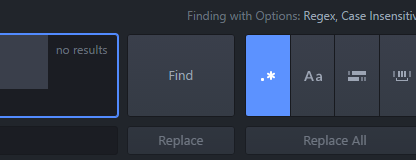 Finding with Options: Regex, Case Insensitiv
no results
Find
.*
Aa
Replace
Replace All